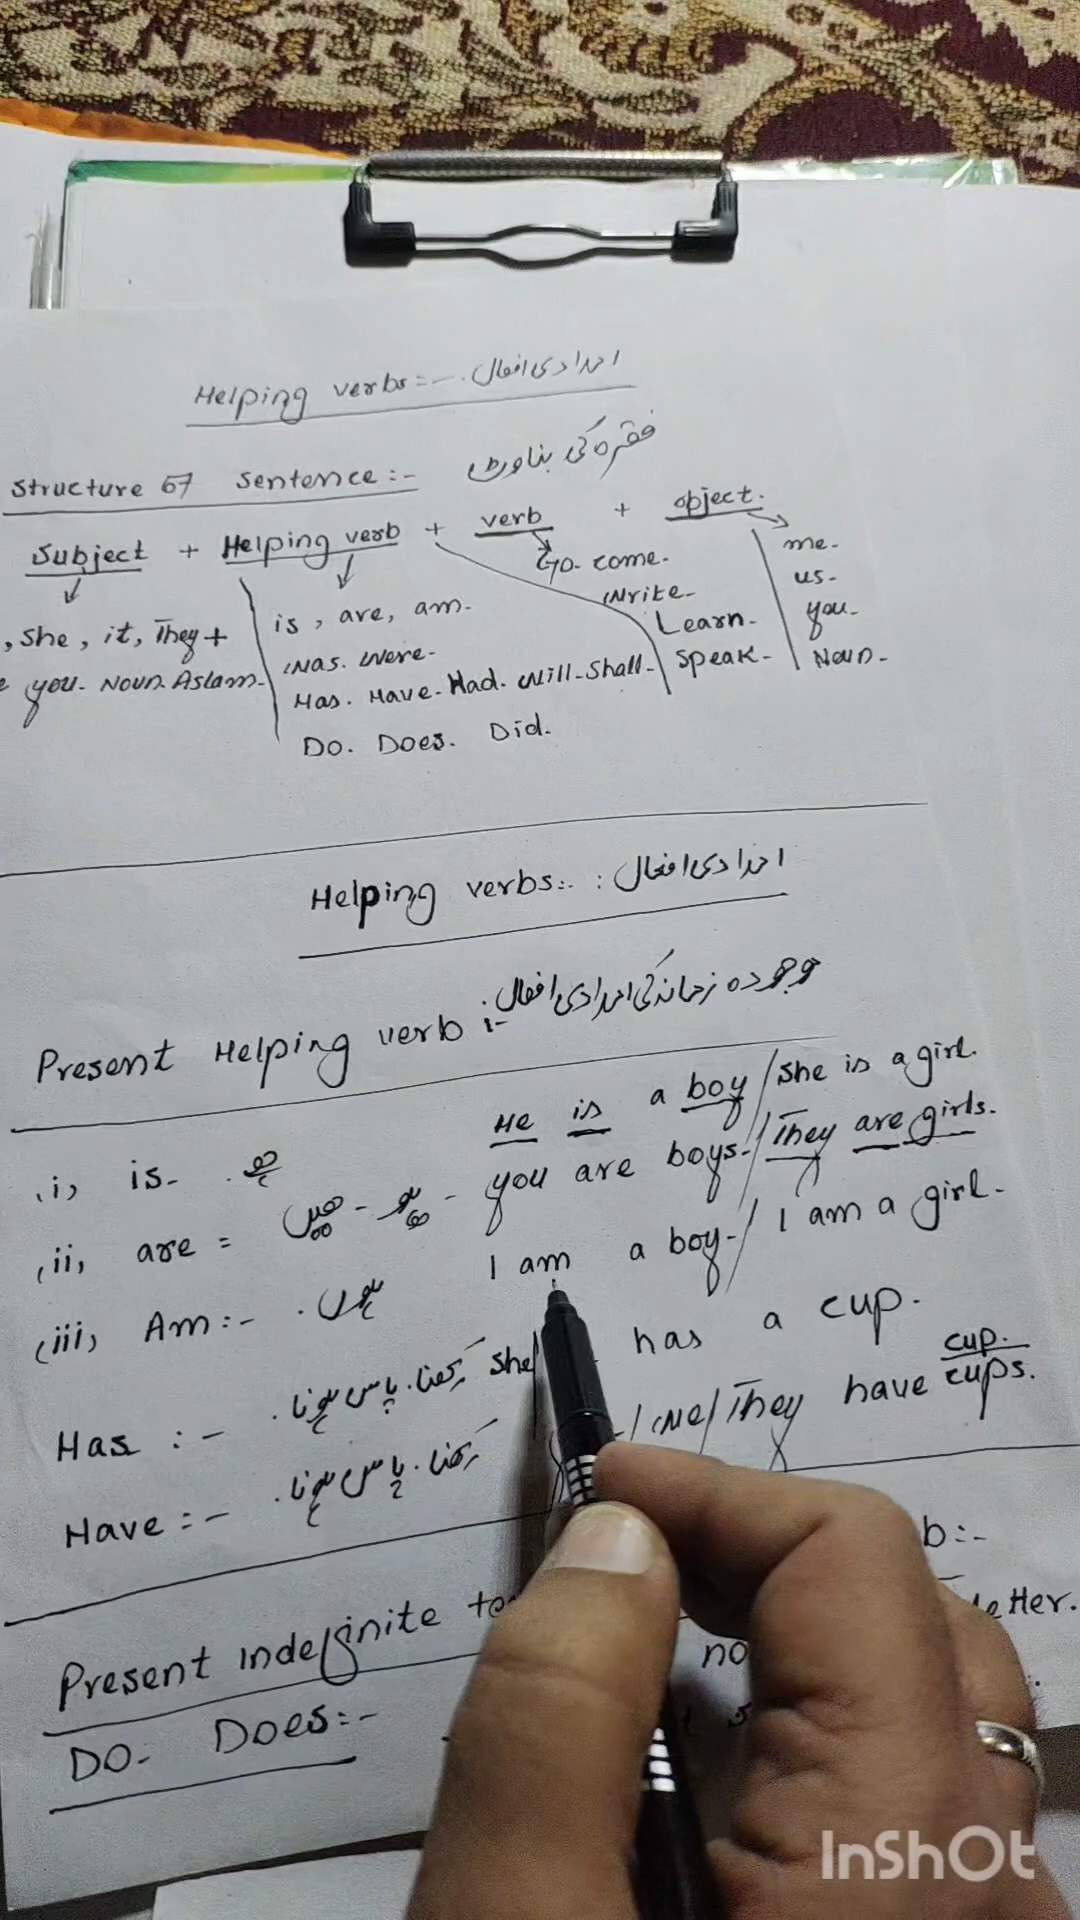 Helping verbs:- امدادی افعال
Structure of Sentence:- فقرہ کی بناوٹ
Subject + Helping verb + verb + object.
, She, it, They + is, are, am. Go. come. me.
Write. us.
you. Noun. Aslam. Was. Were. Learn. you.
Has. Have. Had. Will. Shall. Speak. Noun.
Do. Does. Did.
Helping verbs:. : امدادی افعال
Present Helping verb :- موجودہ زمانہ کی امدادی افعال
(i) is- ہے. He is a boy/She is a girl.
(ii) are = ہیں - ہو - you are boys-/They are girls.
(iii) Am:- ہوں. I am a boy-/I am a girl.
Has :- رکھنا. پاس ہونا. She/ has a cup.
Have:- رکھنا. پاس ہونا. /We/They have cup. cups.
Present indefinite b:-
Do- Does:- no
InShOt